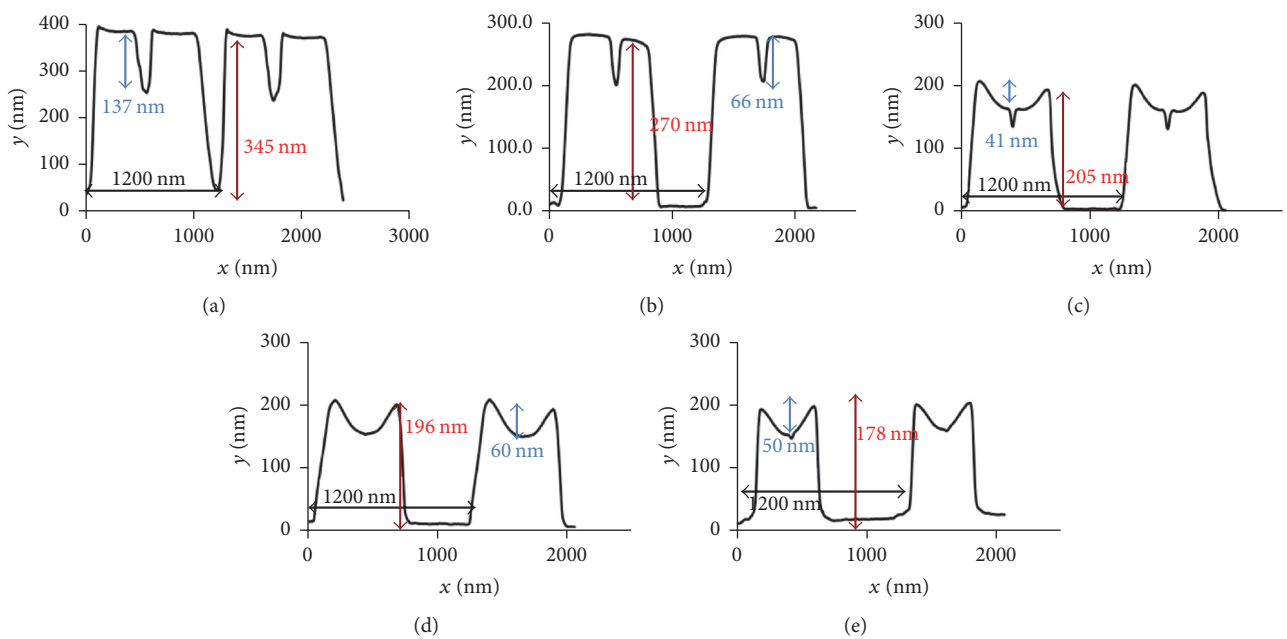 400
300
200
100
0
y (nm)
137 nm
345 nm
1200 nm
0 1000 2000 3000
x (nm)
(a)
300.0
200.0
100.0
0.0
y (nm)
270 nm
66 nm
1200 nm
0 1000 2000
x (nm)
(b)
300
200
100
0
y (nm)
41 nm
205 nm
1200 nm
0 1000 2000
x (nm)
(c)
300
200
100
0
y (nm)
196 nm
60 nm
1200 nm
0 1000 2000
x (nm)
(d)
300
200
100
0
y (nm)
50 nm
178 nm
1200 nm
0 1000 2000
x (nm)
(e)